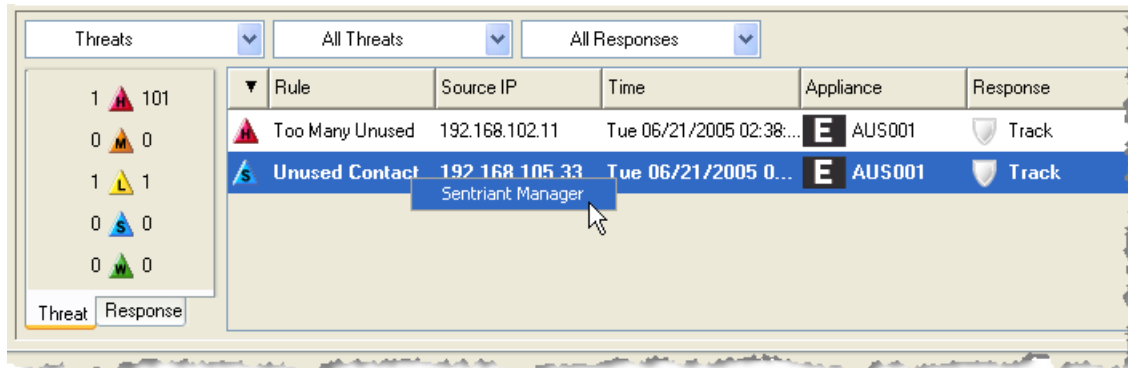 Threats All Threats All Responses
1 H 101
0 M 0
1 L 1
0 S 0
0 W 0
Threat Response
Rule Source IP Time Appliance Response
H Too Many Unused 192.168.102.11 Tue 06/21/2005 02:38:... E AUS001 Track
S Unused Contact 192.168.105.33 Tue 06/21/2005 0... E AUS001 Track
Sentriant Manager